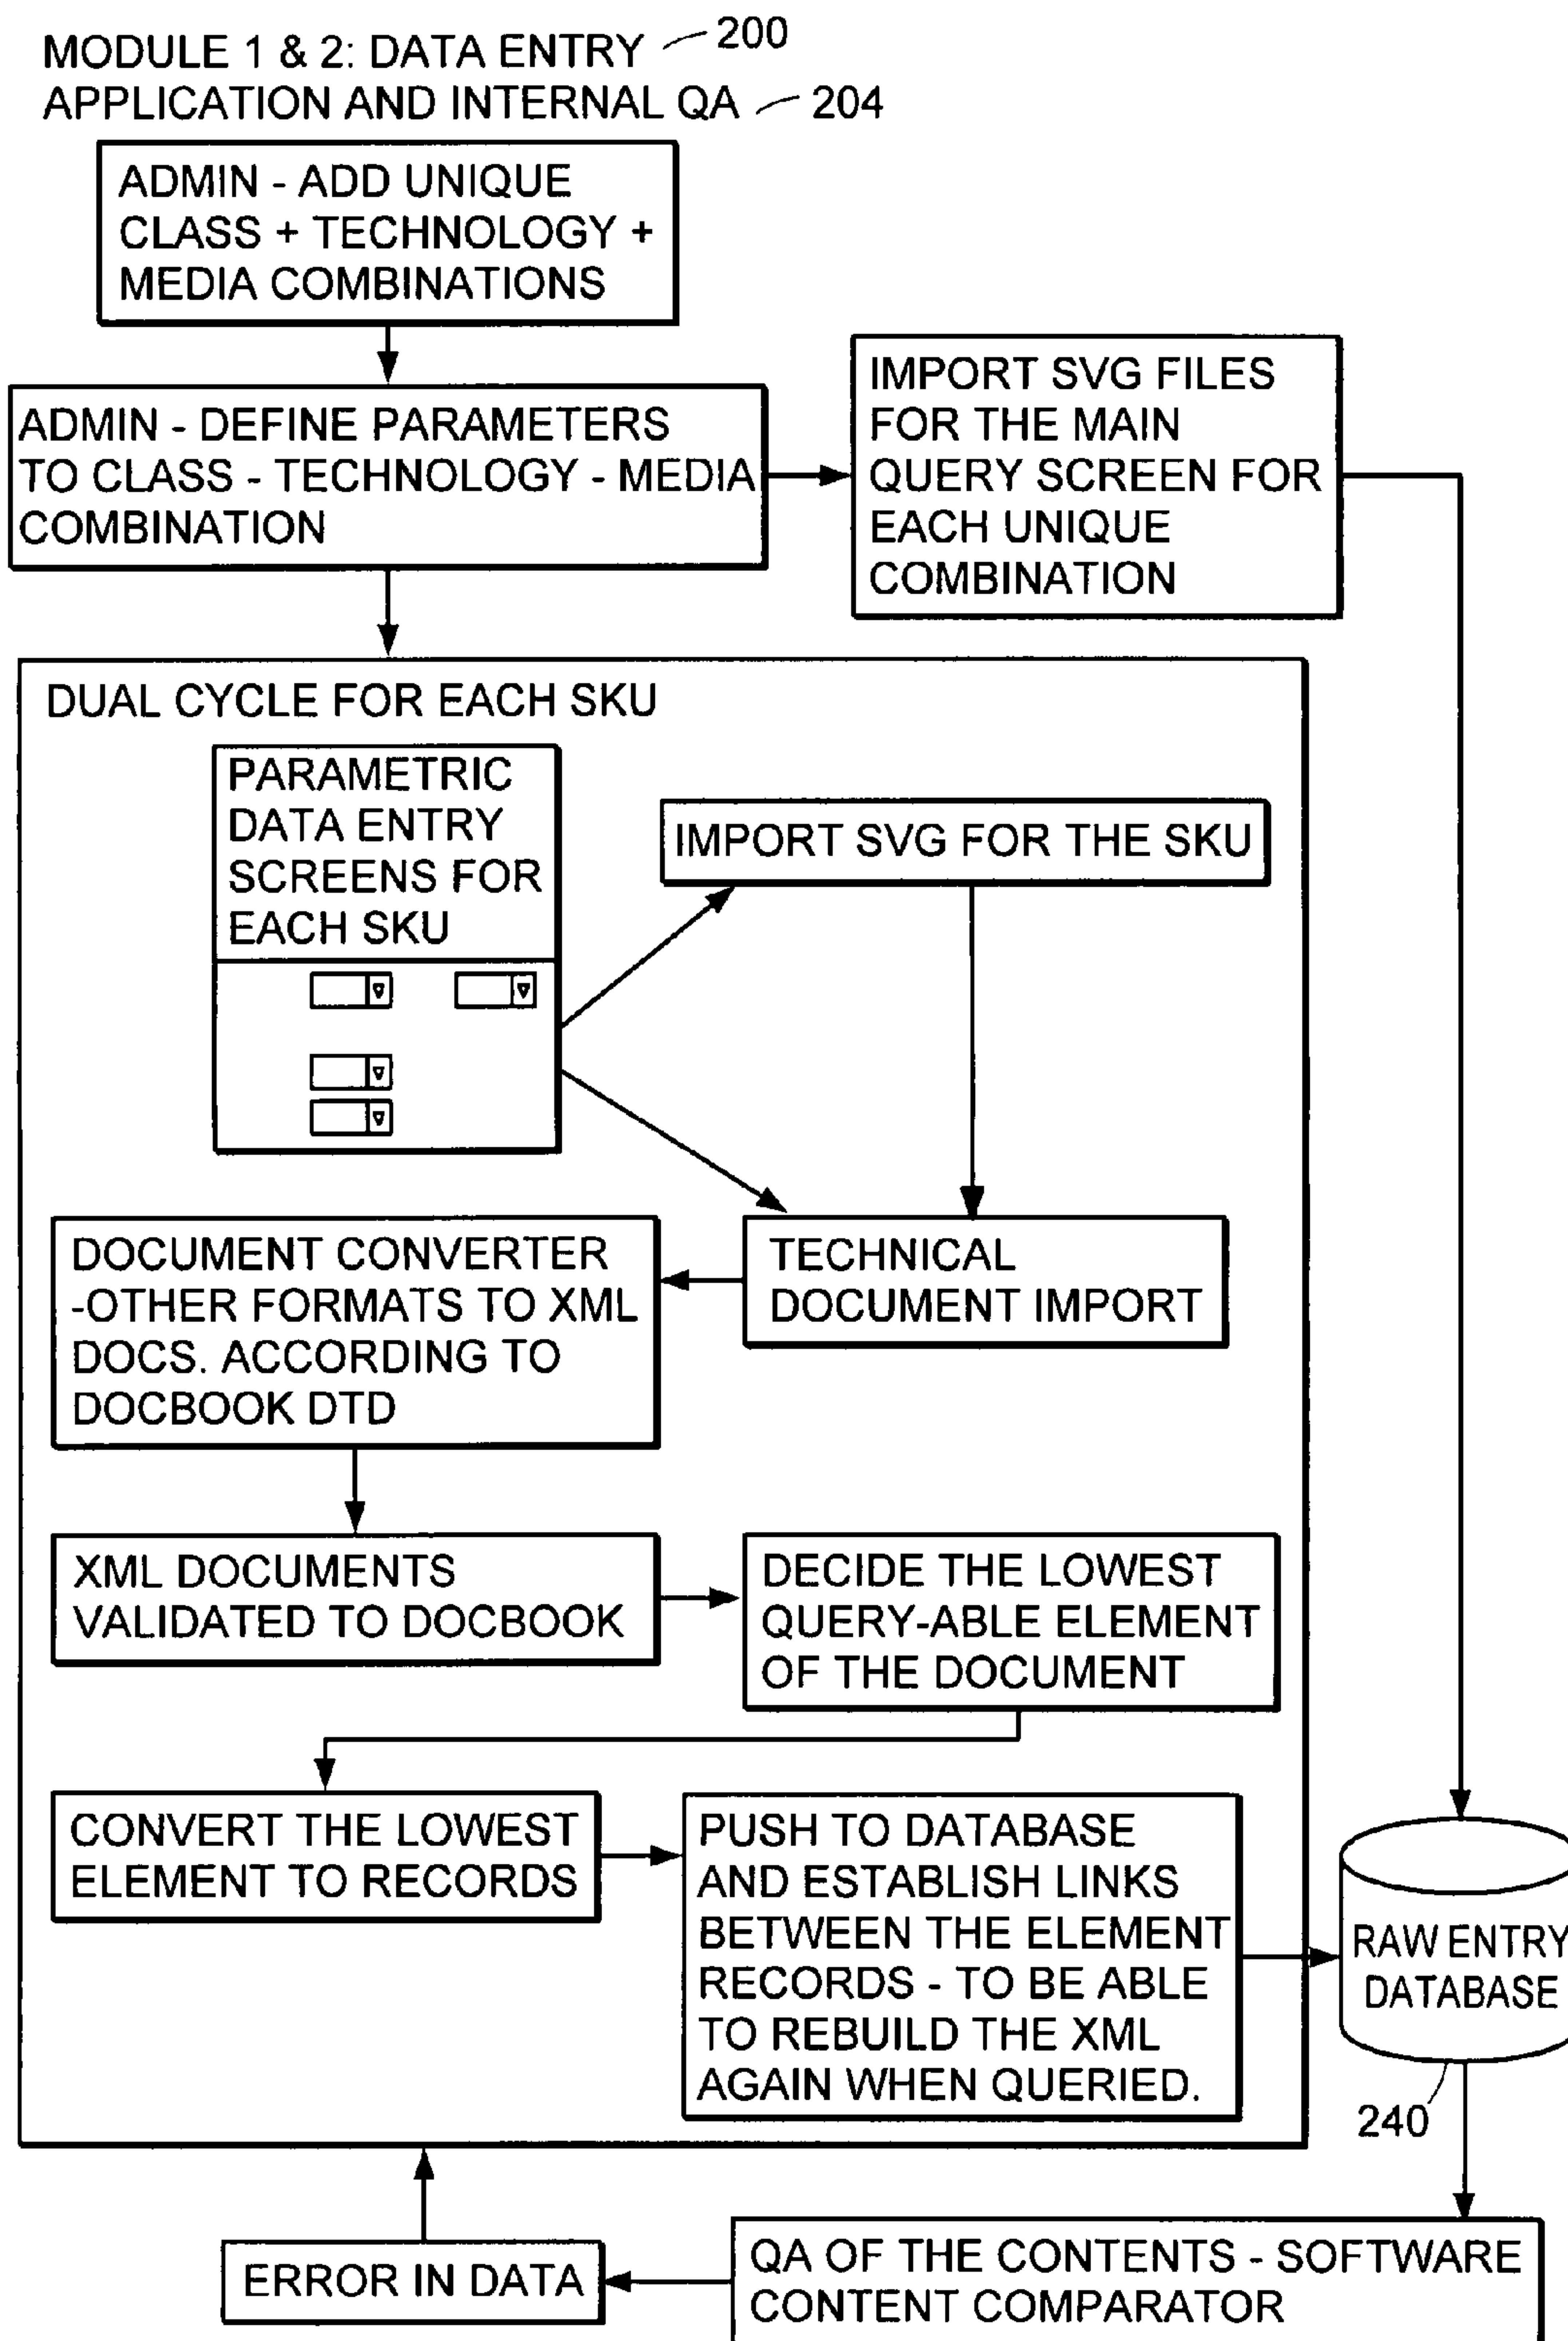 MODULE 1 & 2: DATA ENTRY 200
APPLICATION AND INTERNAL QA 204
ADMIN - ADD UNIQUE
CLASS + TECHNOLOGY +
MEDIA COMBINATIONS
ADMIN - DEFINE PARAMETERS
TO CLASS - TECHNOLOGY - MEDIA
COMBINATION
IMPORT SVG FILES
FOR THE MAIN
QUERY SCREEN FOR
EACH UNIQUE
COMBINATION
DUAL CYCLE FOR EACH SKU
PARAMETRIC
DATA ENTRY
SCREENS FOR
EACH SKU
IMPORT SVG FOR THE SKU
TECHNICAL
DOCUMENT IMPORT
DOCUMENT CONVERTER
-OTHER FORMATS TO XML
DOCS. ACCORDING TO
DOCBOOK DTD
XML DOCUMENTS
VALIDATED TO DOCBOOK
DECIDE THE LOWEST
QUERY-ABLE ELEMENT
OF THE DOCUMENT
CONVERT THE LOWEST
ELEMENT TO RECORDS
PUSH TO DATABASE
AND ESTABLISH LINKS
BETWEEN THE ELEMENT
RECORDS - TO BE ABLE
TO REBUILD THE XML
AGAIN WHEN QUERIED.
RAW ENTRY
DATABASE
240
QA OF THE CONTENTS - SOFTWARE
CONTENT COMPARATOR
ERROR IN DATA